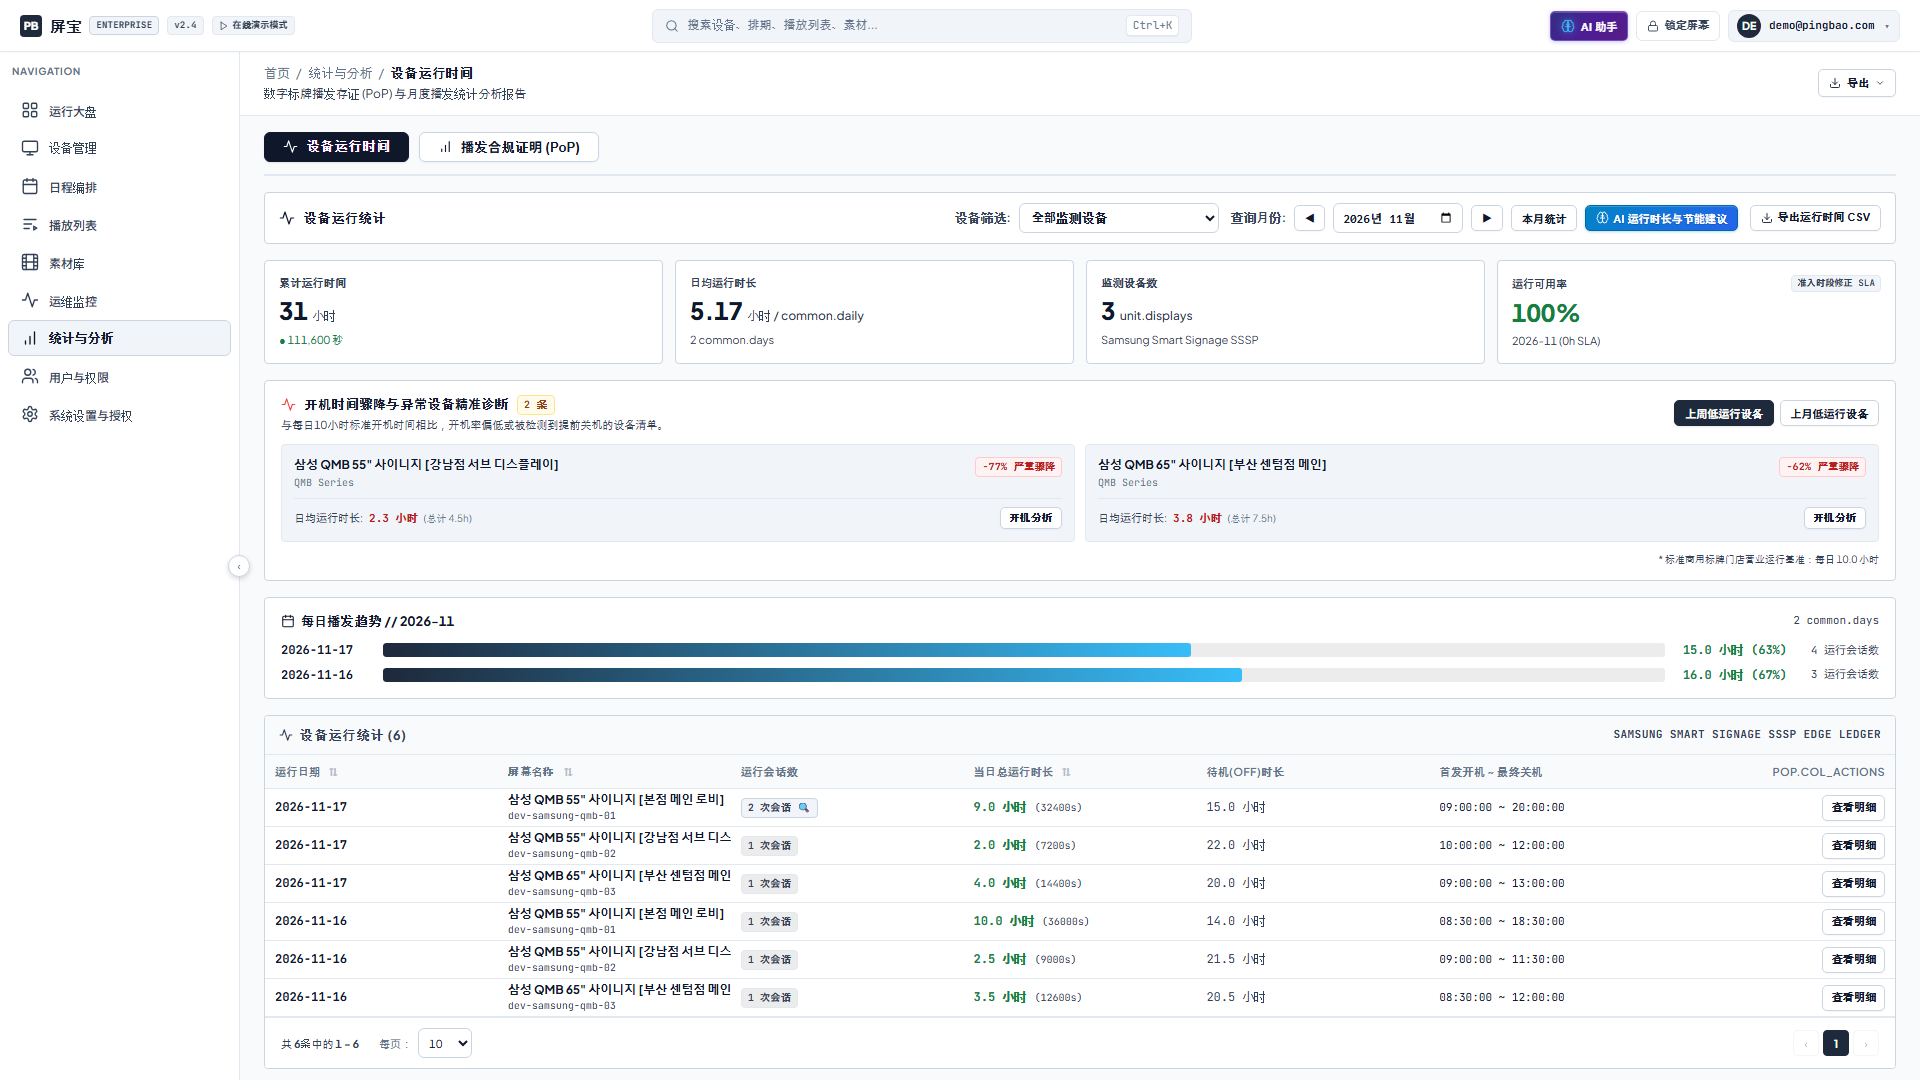 PB 屏宝 ENTERPRISE v2.4 ▷ 在线演示模式
搜索设备、排期、播放列表、素材... Ctrl+K
AI 助手 锁定屏幕 DE demo@pingbao.com
NAVIGATION
运行大盘
设备管理
日程编排
播放列表
素材库
运维监控
统计与分析
用户与权限
系统设置与授权
首页 / 统计与分析 / 设备运行时间
数字标牌播发存证 (PoP) 与月度播发统计分析报告
导出
设备运行时间 播发合规证明 (PoP)
设备运行统计
设备筛选: 全部监测设备 查询月份: ◀ 2026年 11月 ▶ 本月统计 AI 运行时长与节能建议 导出运行时间 CSV
累计运行时间
31 小时
● 111,600 秒
日均运行时长
5.17 小时 / common.daily
2 common.days
监测设备数
3 unit.displays
Samsung Smart Signage SSSP
运行可用率 准入时段修正 SLA
100%
2026-11 (0h SLA)
开机时间骤降与异常设备精准诊断 2 条
与每日10小时标准开机时间相比，开机率偏低或被检测到提前关机的设备清单。
上周低运行设备 上月低运行设备
삼성 QMB 55" 사이니지 [강남점 서브 디스플레이] -77% 严重骤降
QMB Series
日均运行时长: 2.3 小时 (总计 4.5h) 开机分析
삼성 QMB 65" 사이니지 [부산 센텀점 메인] -62% 严重骤降
QMB Series
日均运行时长: 3.8 小时 (总计 7.5h) 开机分析
* 标准商用标牌门店营业运行基准：每日 10.0 小时
每日播发趋势 // 2026-11 2 common.days
2026-11-17 15.0 小时 (63%) 4 运行会话数
2026-11-16 16.0 小时 (67%) 3 运行会话数
设备运行统计 (6) SAMSUNG SMART SIGNAGE SSSP EDGE LEDGER
运行日期 ⇅ 屏幕名称 ⇅ 运行会话数 当日总运行时长 ⇅ 待机(OFF)时长 首发开机 ~ 最终关机 POP.COL_ACTIONS
2026-11-17 삼성 QMB 55" 사이니지 [본점 메인 로비] 2 次会话 🔍 9.0 小时 (32400s) 15.0 小时 09:00:00 ~ 20:00:00 查看明细
dev-samsung-qmb-01
2026-11-17 삼성 QMB 55" 사이니지 [강남점 서브 디스 1 次会话 2.0 小时 (7200s) 22.0 小时 10:00:00 ~ 12:00:00 查看明细
dev-samsung-qmb-02
2026-11-17 삼성 QMB 65" 사이니지 [부산 센텀점 메인 1 次会话 4.0 小时 (14400s) 20.0 小时 09:00:00 ~ 13:00:00 查看明细
dev-samsung-qmb-03
2026-11-16 삼성 QMB 55" 사이니지 [본점 메인 로비] 1 次会话 10.0 小时 (36000s) 14.0 小时 08:30:00 ~ 18:30:00 查看明细
dev-samsung-qmb-01
2026-11-16 삼성 QMB 55" 사이니지 [강남점 서브 디스 1 次会话 2.5 小时 (9000s) 21.5 小时 09:00:00 ~ 11:30:00 查看明细
dev-samsung-qmb-02
2026-11-16 삼성 QMB 65" 사이니지 [부산 센텀점 메인 1 次会话 3.5 小时 (12600s) 20.5 小时 08:30:00 ~ 12:00:00 查看明细
dev-samsung-qmb-03
共 6条中的 1 - 6 每页： 10 ‹ 1 ›